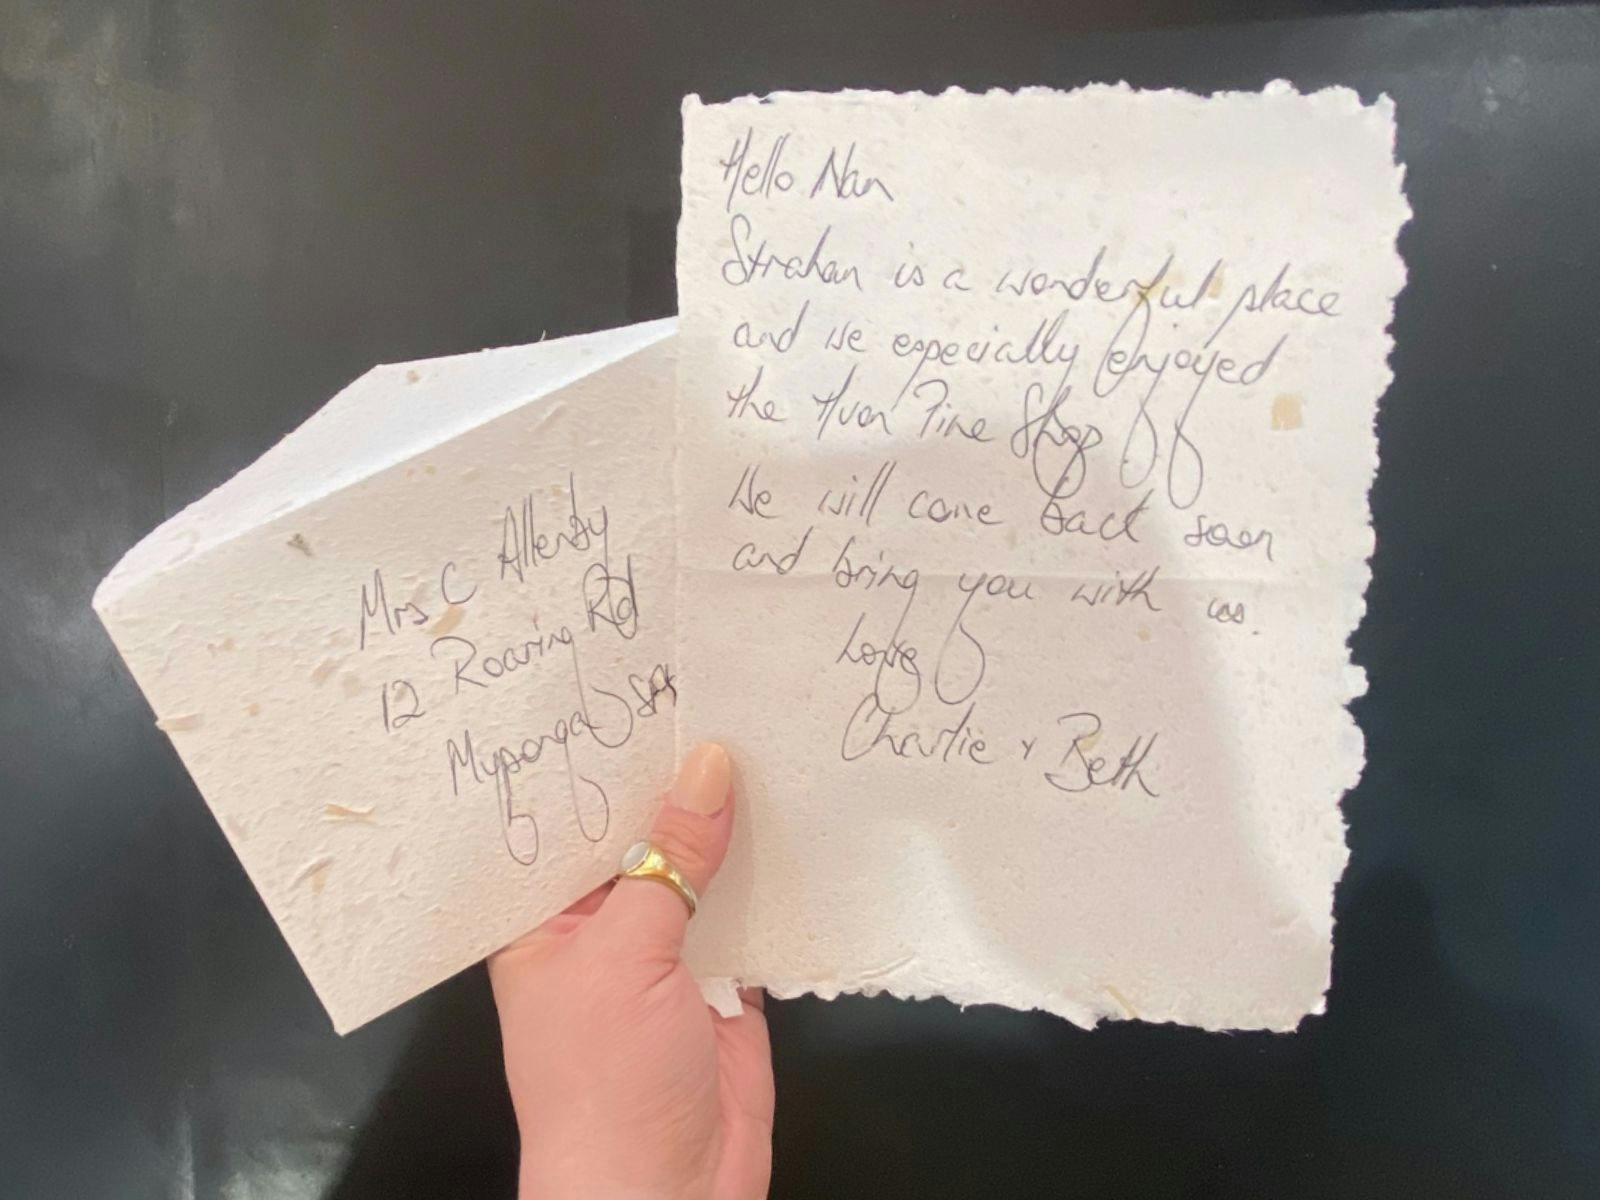 Mrs C Allenby
12 Roaring Rd
Myponga SA
Hello Nan
Strahan is a wonderful place
and we especially enjoyed
the Huon Pine Shop
We will come back soon
and bring you with us.
Love
Charlie + Beth